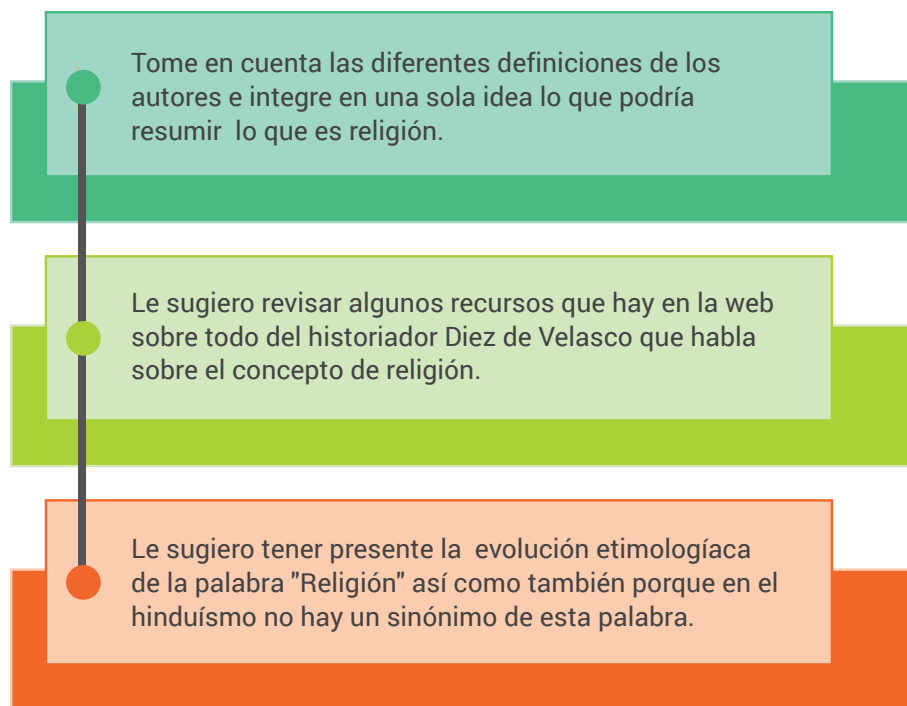 Tome en cuenta las diferentes definiciones de los
autores e integre en una sola idea lo que podría
resumir  lo que es religión.
Le sugiero revisar algunos recursos que hay en la web
sobre todo del historiador Diez de Velasco que habla
sobre el concepto de religión.
Le sugiero tener presente la  evolución etimologíaca
de la palabra "Religión" así como también porque en el
hinduísmo no hay un sinónimo de esta palabra.